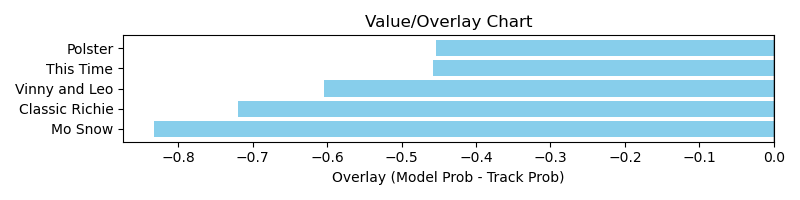 Value/Overlay Chart
Polster
This Time
Vinny and Leo
Classic Richie
Mo Snow
−0.8 −0.7 −0.6 −0.5 −0.4 −0.3 −0.2 −0.1 0.0
Overlay (Model Prob - Track Prob)